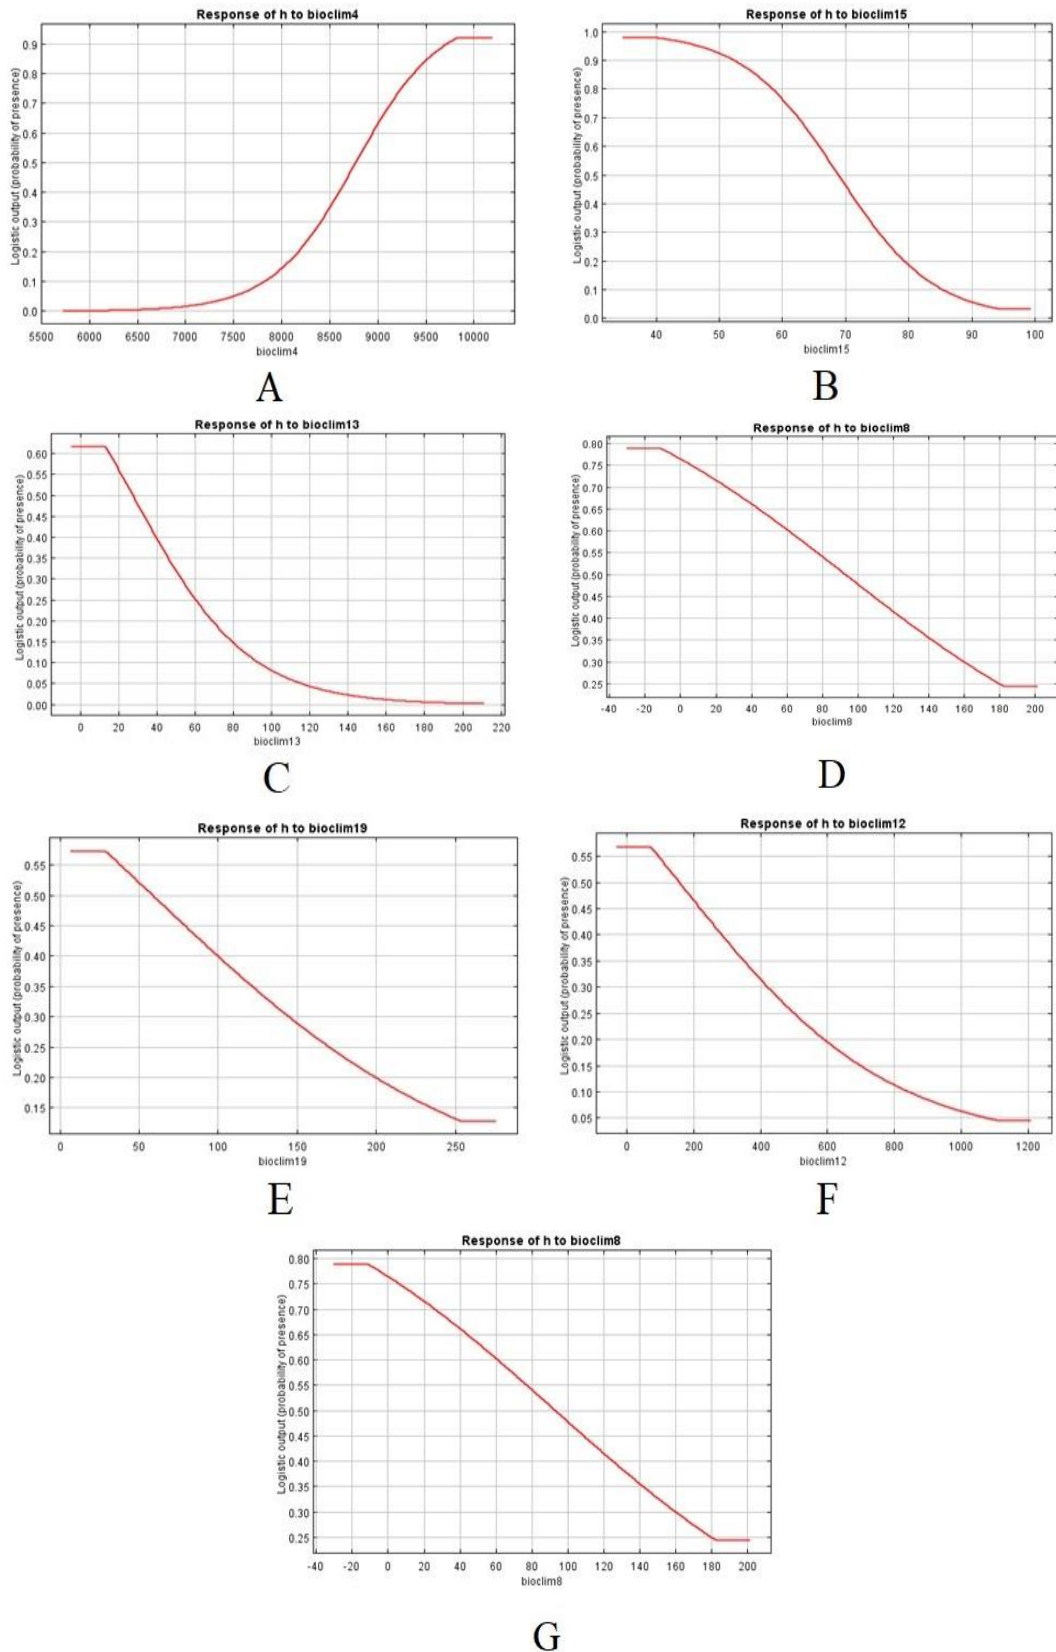 Response of h to bioclim4
Logistic output (probability of presence)
0.9
0.8
0.7
0.6
0.5
0.4
0.3
0.2
0.1
0.0
5500 6000 6500 7000 7500 8000 8500 9000 9500 10000
bioclim4
A
Response of h to bioclim15
Logistic output (probability of presence)
1.0
0.9
0.8
0.7
0.6
0.5
0.4
0.3
0.2
0.1
0.0
40 50 60 70 80 90 100
bioclim15
B
Response of h to bioclim13
Logistic output (probability of presence)
0.60
0.55
0.50
0.45
0.40
0.35
0.30
0.25
0.20
0.15
0.10
0.05
0.00
0 20 40 60 80 100 120 140 160 180 200 220
bioclim13
C
Response of h to bioclim8
Logistic output (probability of presence)
0.80
0.75
0.70
0.65
0.60
0.55
0.50
0.45
0.40
0.35
0.30
0.25
-40 -20 0 20 40 60 80 100 120 140 160 180 200
bioclim8
D
Response of h to bioclim19
Logistic output (probability of presence)
0.55
0.50
0.45
0.40
0.35
0.30
0.25
0.20
0.15
0 50 100 150 200 250
bioclim19
E
Response of h to bioclim12
Logistic output (probability of presence)
0.55
0.50
0.45
0.40
0.35
0.30
0.25
0.20
0.15
0.10
0.05
0 200 400 600 800 1000 1200
bioclim12
F
Response of h to bioclim8
Logistic output (probability of presence)
0.80
0.75
0.70
0.65
0.60
0.55
0.50
0.45
0.40
0.35
0.30
0.25
-40 -20 0 20 40 60 80 100 120 140 160 180 200
bioclim8
G